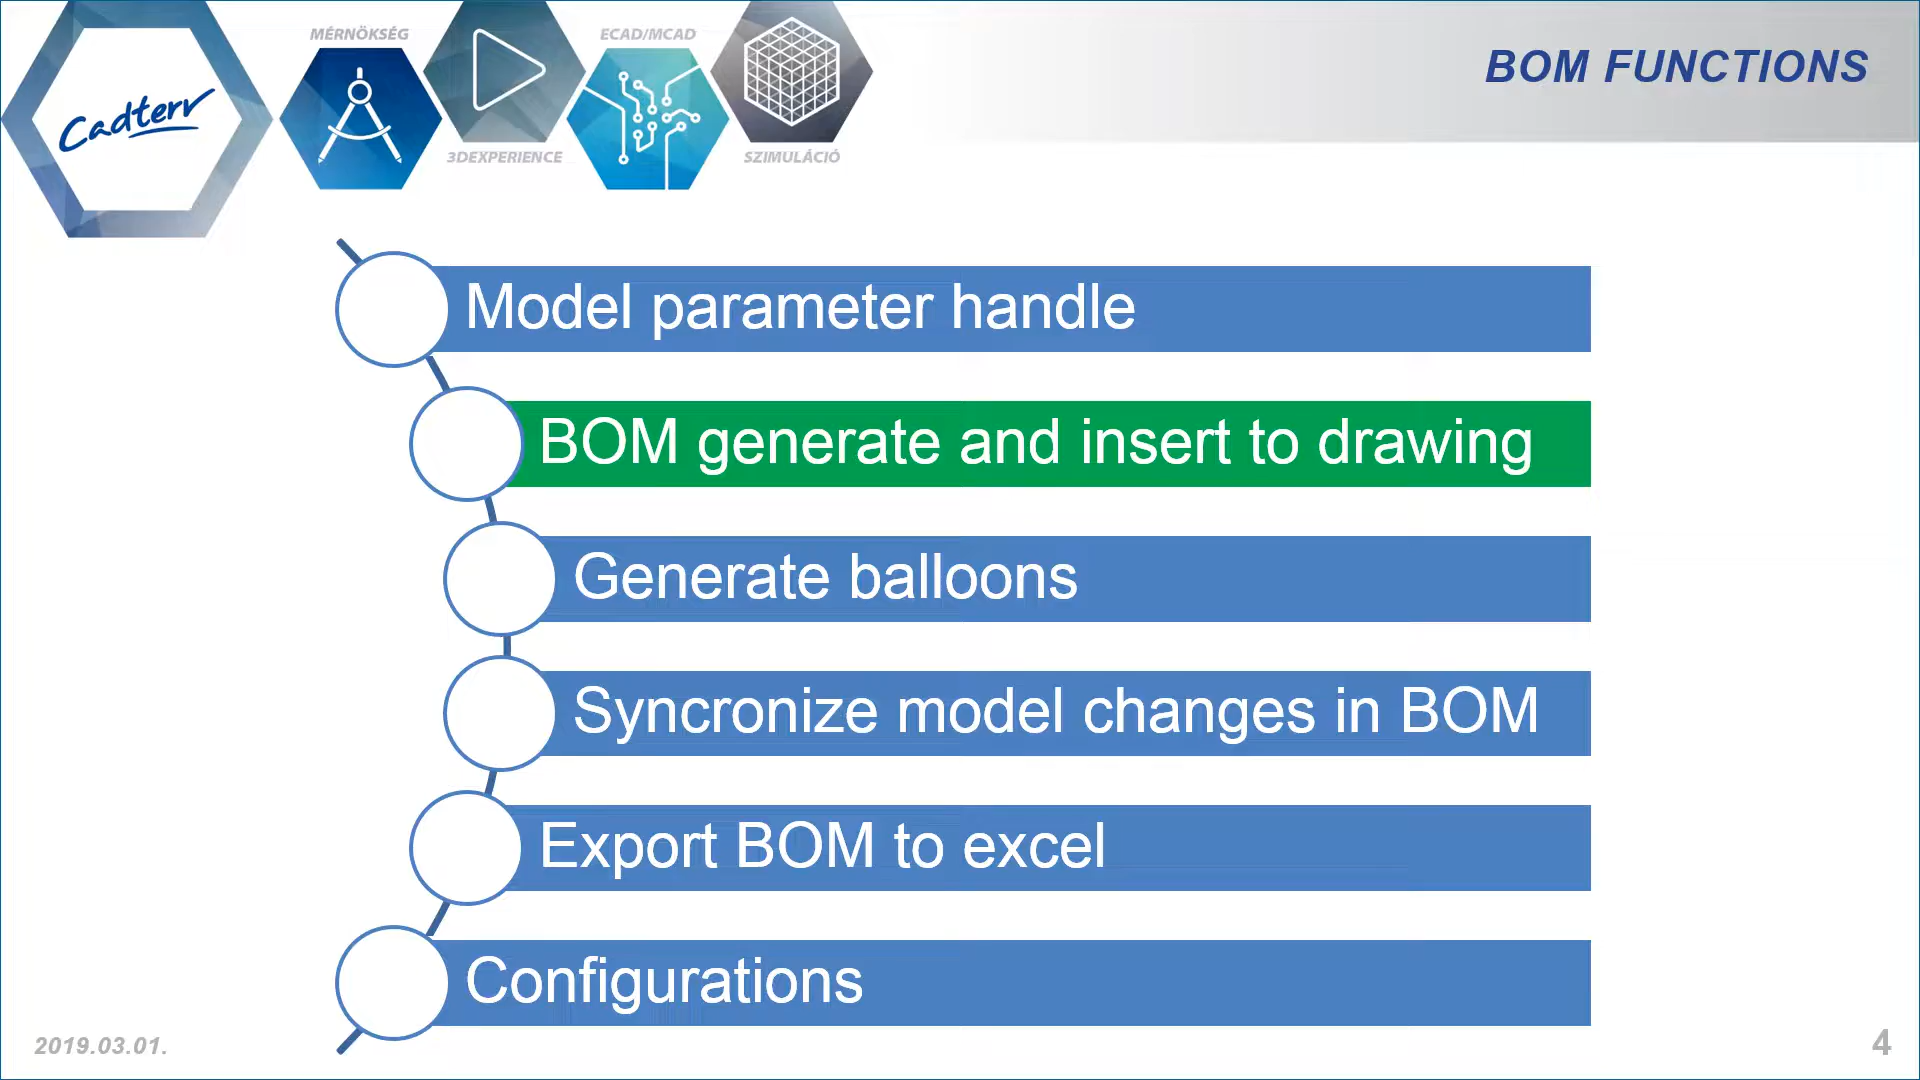 Cadterv
MÉRNÖKSÉG
3DEXPERIENCE
ECAD/MCAD
SZIMULÁCIÓ
BOM FUNCTIONS
Model parameter handle
BOM generate and insert to drawing
Generate balloons
Syncronize model changes in BOM
Export BOM to excel
Configurations
2019.03.01.
4